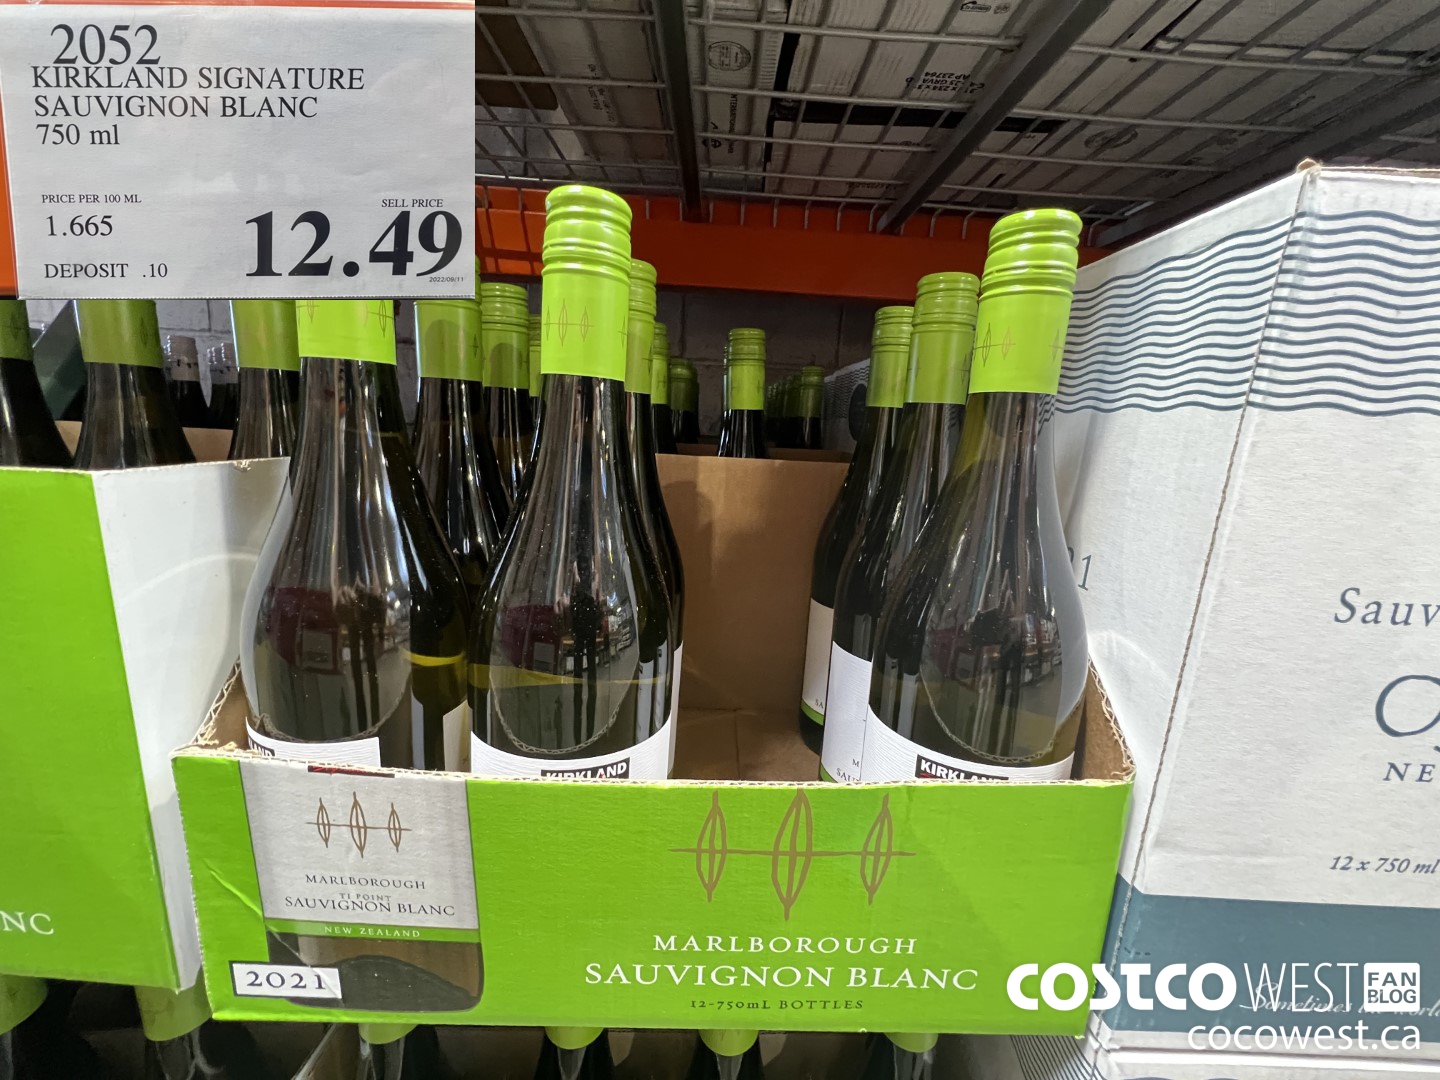 2052
KIRKLAND SIGNATURE
SAUVIGNON BLANC
750 ml
PRICE PER 100 ML
1.665
SELL PRICE
12.49
DEPOSIT .10
2022/09/11
KIRKLAND
KIRKLAND
MARLBOROUGH
TI POINT
SAUVIGNON BLANC
NEW ZEALAND
2021
MARLBOROUGH
SAUVIGNON BLANC
12-750mL BOTTLES
NC
Sauv
NE
12 x 750 ml
Sometimes
COSTCO WEST FAN BLOG
cocowest.ca